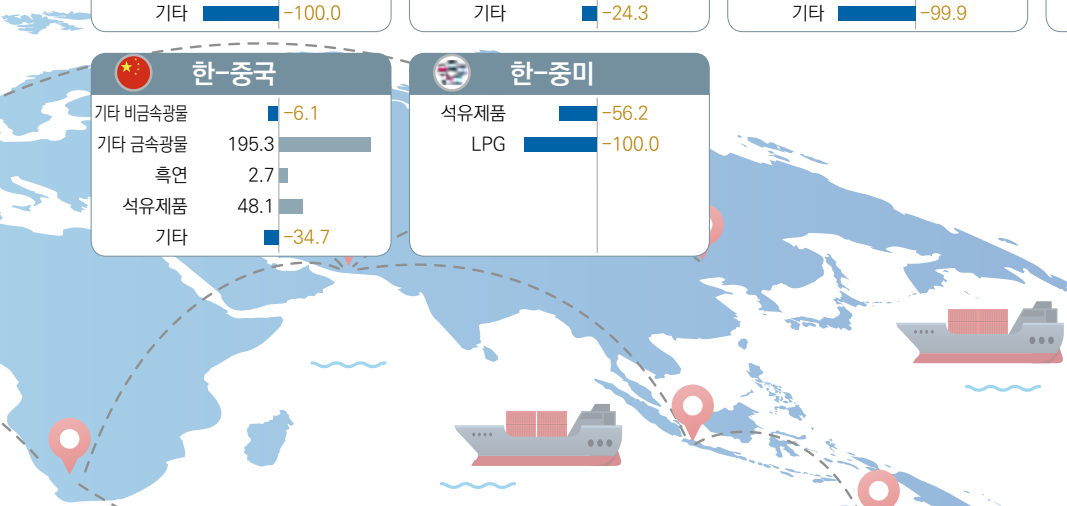 기타 -100.0
기타 -24.3
기타 -99.9
한-중국
기타 비금속광물 -6.1
기타 금속광물 195.3
흑연 2.7
석유제품 48.1
기타 -34.7
한-중미
석유제품 -56.2
LPG -100.0